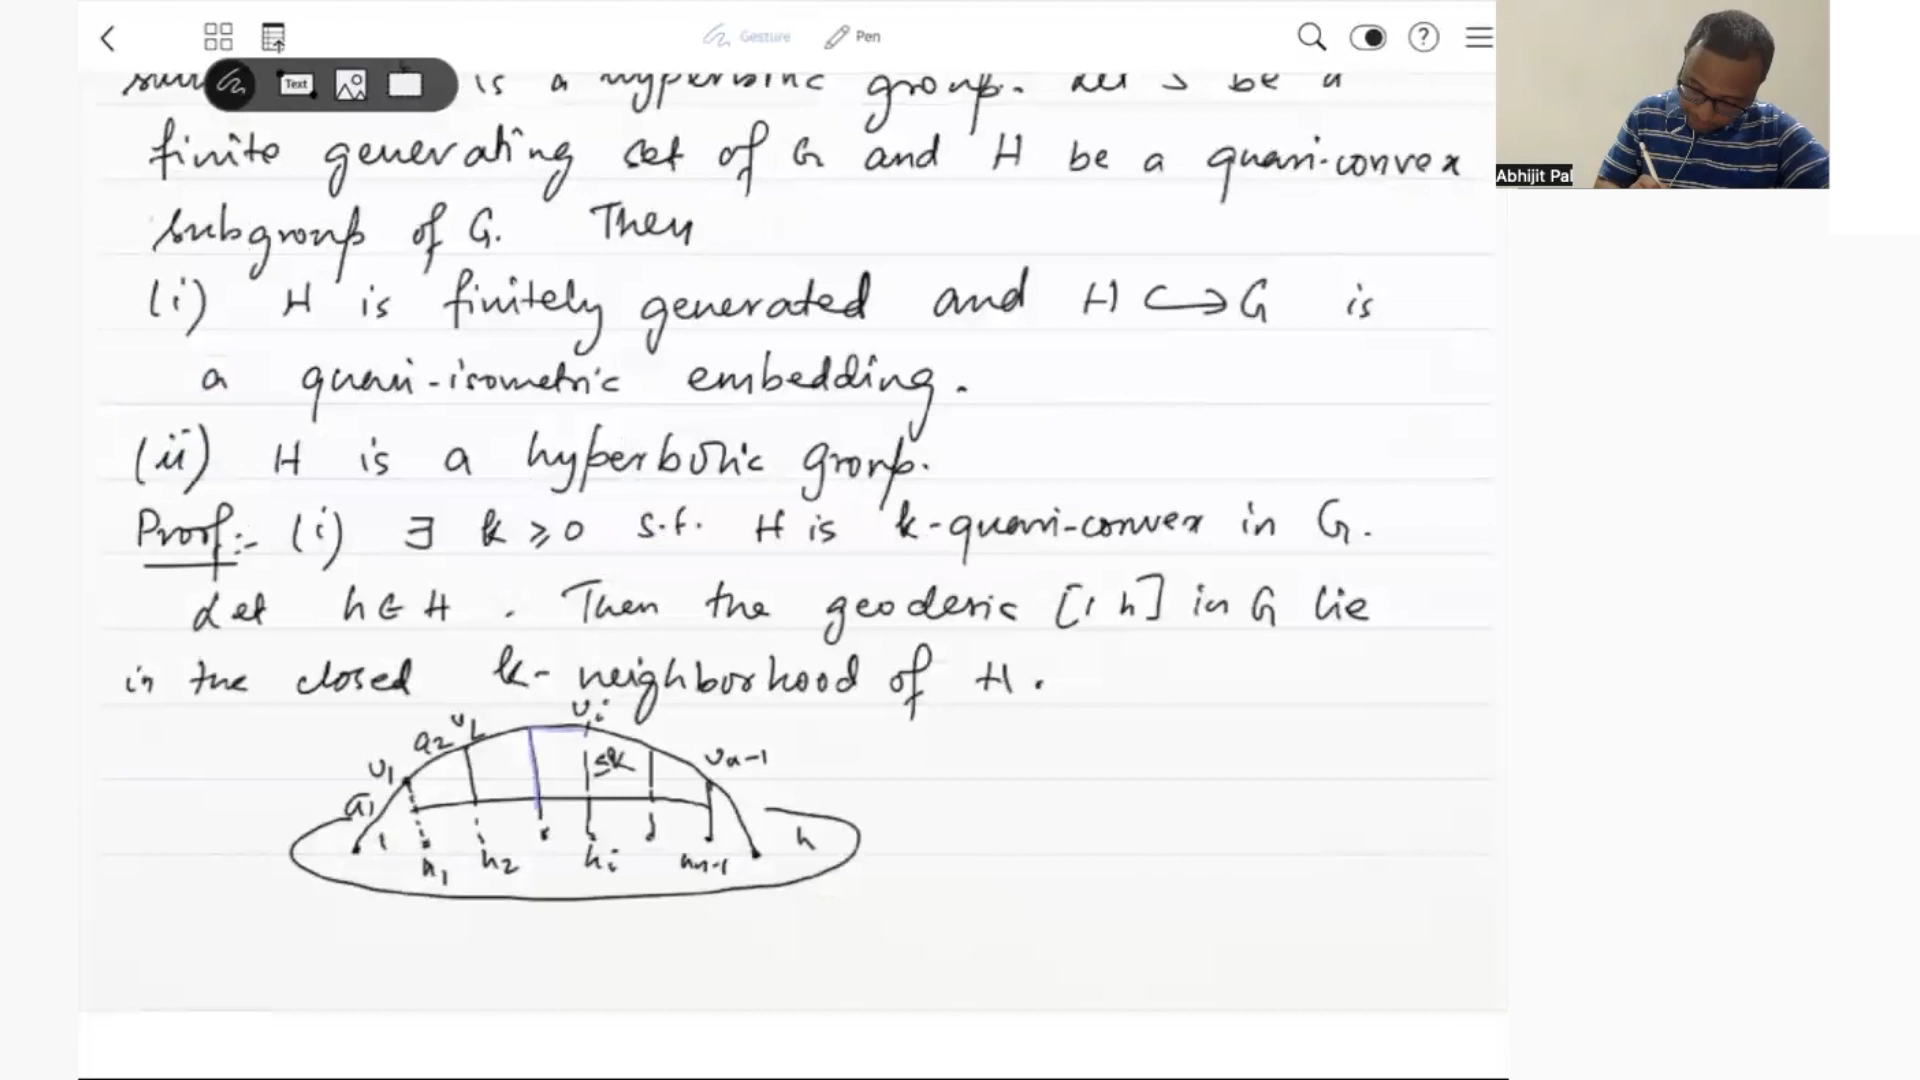 Gesture Pen
Text
is a hyperbolic group. Let S be a
finite generating set of G and H be a quasi-convex
subgroup of G. Then
(i) H is finitely generated and H ↪ G is
a quasi-isometric embedding.
(ii) H is a hyperbolic group.
Proof:- (i) ∃ k ≥ 0 s.t. H is k-quasi-convex in G.
Let h ∈ H . Then the geodesic [1 h] in G lie
in the closed k-neighborhood of H.
v_i
a_2 v_2
v_1 ≤k v_{n-1}
a_1
1 h
h_1 h_2 h_i h_{n-1}
Abhijit Pal